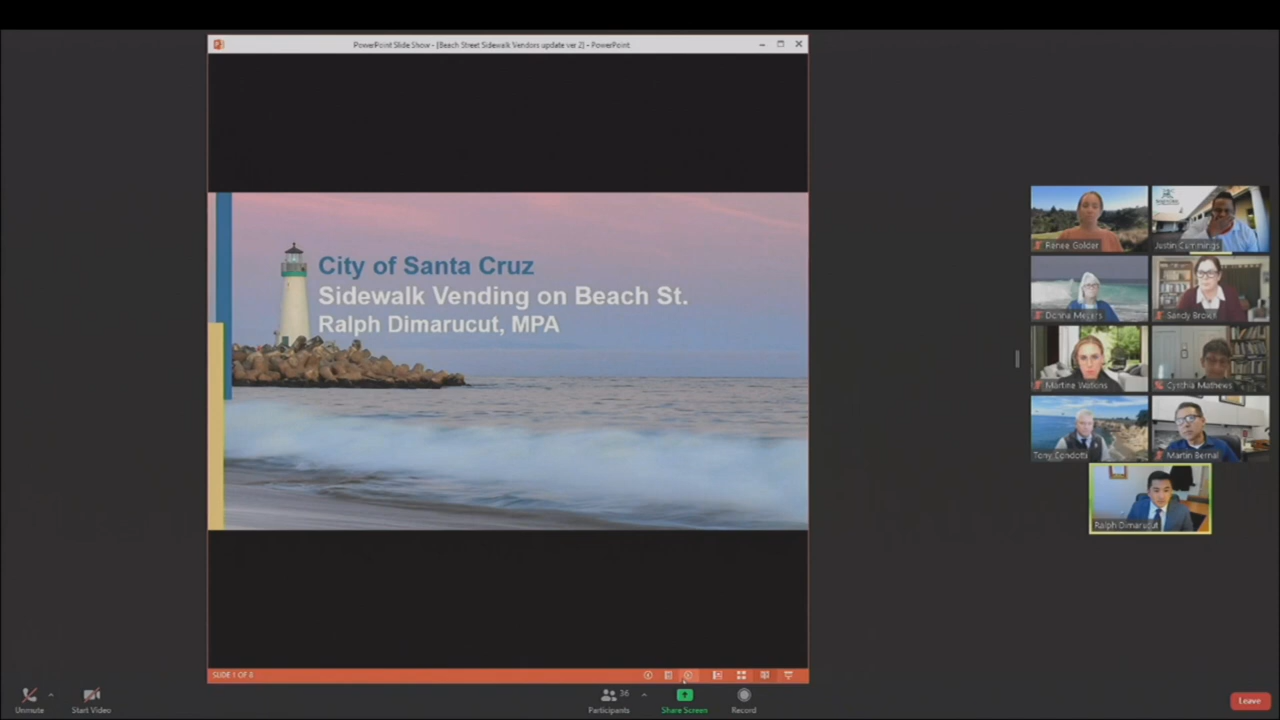 PowerPoint Slide Show - [Beach Street Sidewalk Vendors update ver 2] - PowerPoint
City of Santa Cruz
Sidewalk Vending on Beach St.
Ralph Dimarucut, MPA
Renee Golder
Justin Cummings
Donna Meyers
Sandy Brown
Martine Watkins
Cynthia Mathews
Tony Condotti
Martin Bernal
Ralph Dimarucut
SLIDE 1 OF 8
Unmute
Start Video
36
Participants
Share Screen
Record
Leave